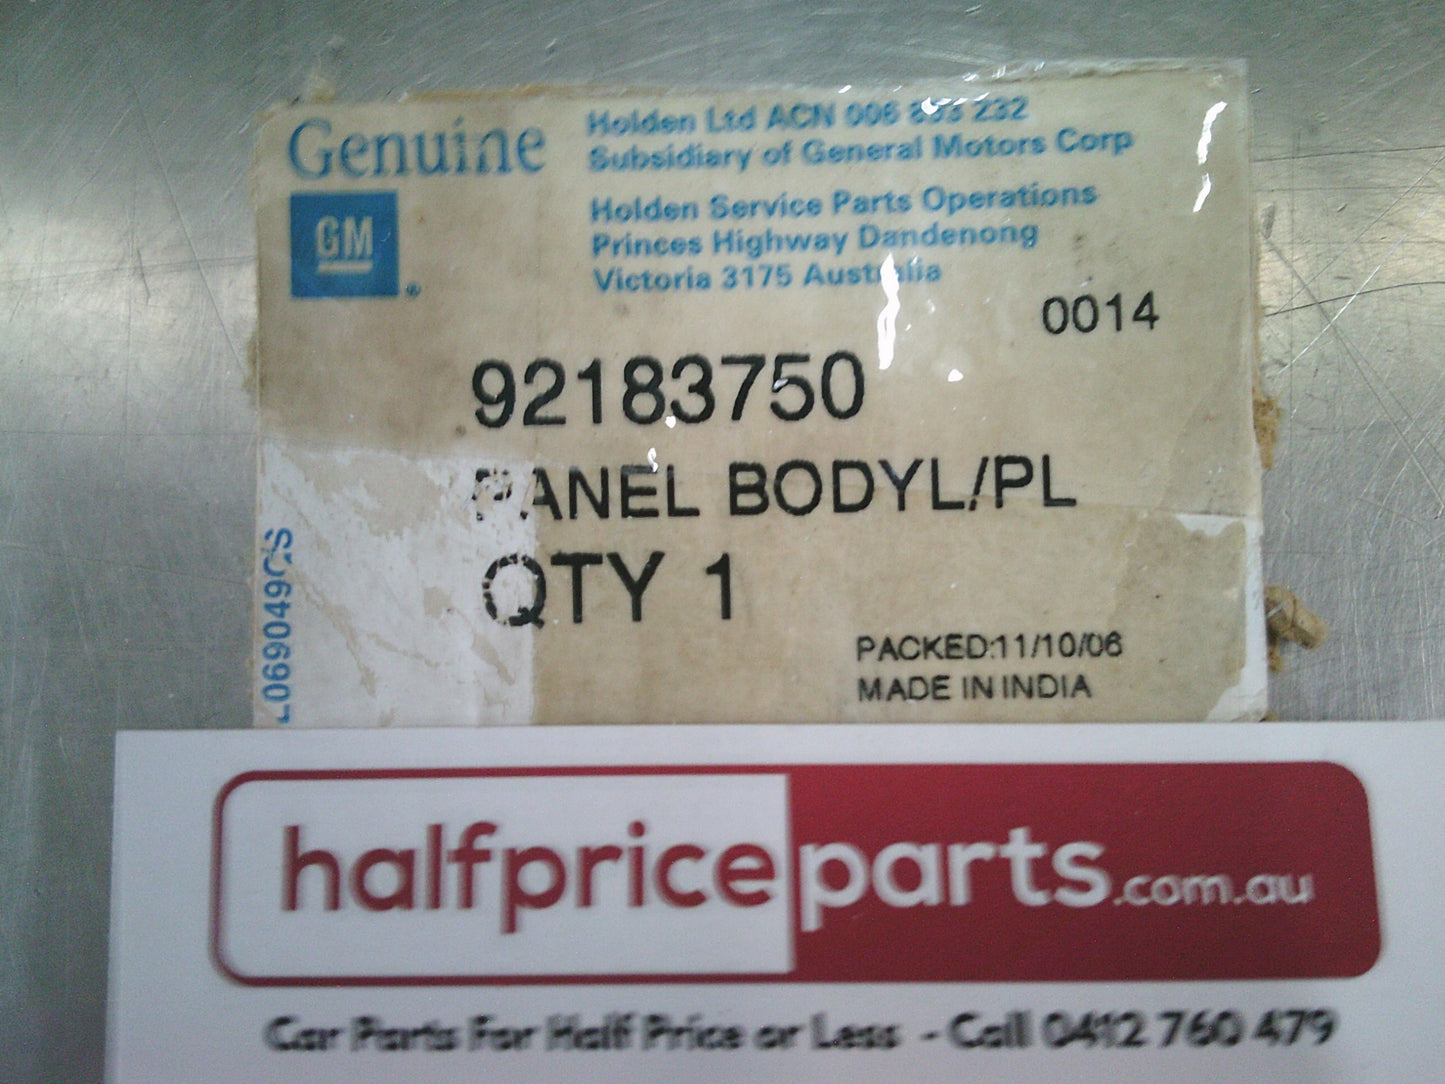 Genuine
GM
®
Holden Ltd ACN 006 893 232
Subsidiary of General Motors Corp
Holden Service Parts Operations
Princes Highway Dandenong
Victoria 3175 Australia
0014
92183750
PANEL BODYL/PL
QTY 1
PACKED:11/10/06
MADE IN INDIA
L069049CS
halfpriceparts.com.au
Car Parts For Half Price or Less - Call 0412 760 479